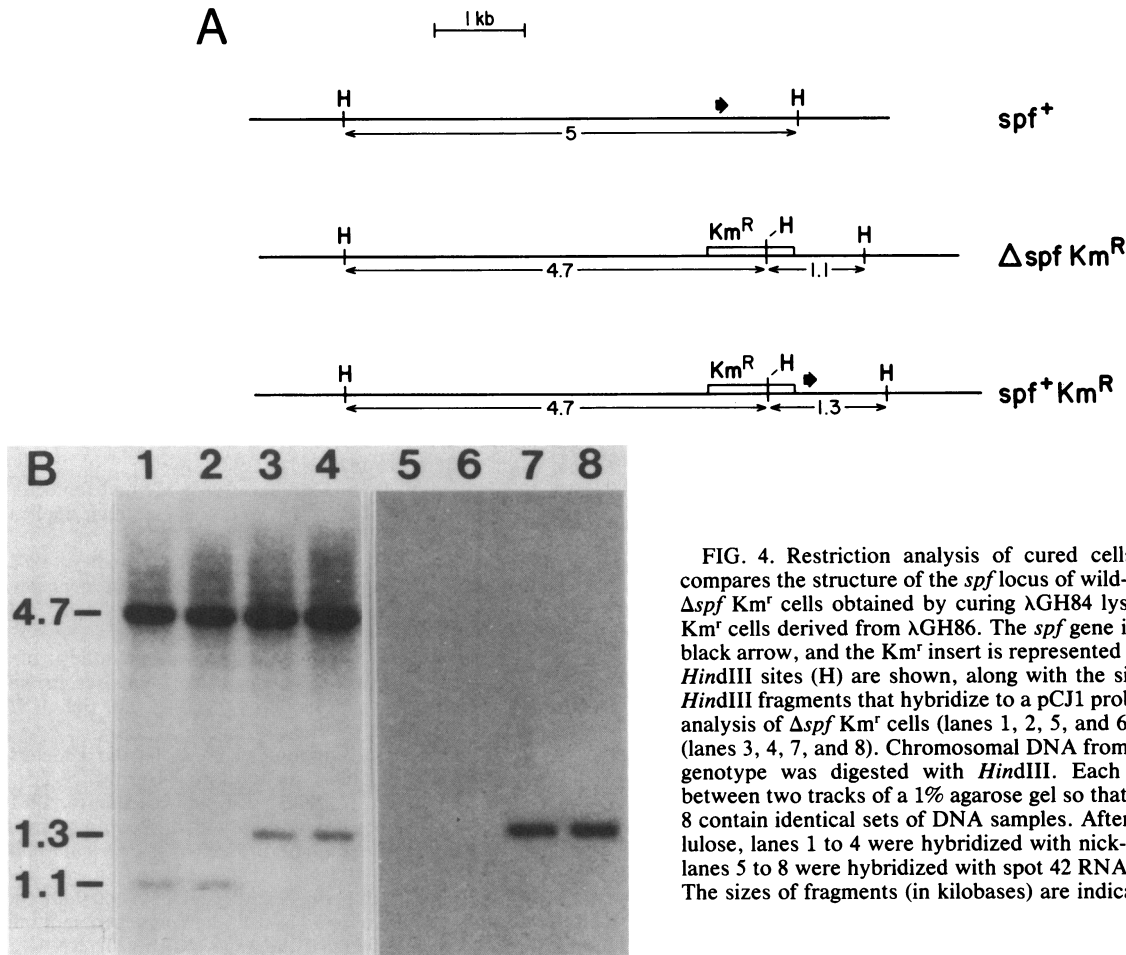 A
1 kb
H H
5
spf⁺
Km^R H
H H
4.7 1.1
Δspf Km^R
Km^R H
H H
4.7 1.3
spf⁺Km^R
B 1 2 3 4 5 6 7 8
4.7
1.3
1.1
FIG. 4. Restriction analysis of cured cells
compares the structure of the spf locus of wild-
Δspf Kmʳ cells obtained by curing λGH84 lys
Kmʳ cells derived from λGH86. The spf gene i
black arrow, and the Kmʳ insert is represented
HindIII sites (H) are shown, along with the si
HindIII fragments that hybridize to a pCJ1 prob
analysis of Δspf Kmʳ cells (lanes 1, 2, 5, and 6
(lanes 3, 4, 7, and 8). Chromosomal DNA from
genotype was digested with HindIII. Each
between two tracks of a 1% agarose gel so that
8 contain identical sets of DNA samples. After
lulose, lanes 1 to 4 were hybridized with nick-
lanes 5 to 8 were hybridized with spot 42 RNA
The sizes of fragments (in kilobases) are indica